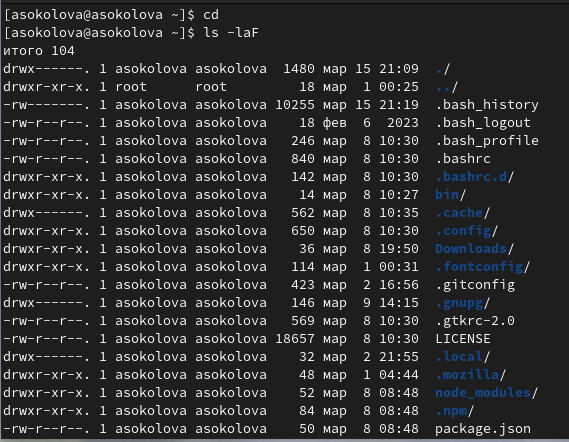 [asokolova@asokolova ~]$ cd
[asokolova@asokolova ~]$ ls -laF
итого 104
drwx------. 1 asokolova asokolova  1480 мар 15 21:09  ./
drwxr-xr-x. 1 root      root         18 мар  1 00:25  ../
-rw-------. 1 asokolova asokolova 10255 мар 15 21:19  .bash_history
-rw-r--r--. 1 asokolova asokolova    18 фев  6  2023  .bash_logout
-rw-r--r--. 1 asokolova asokolova   246 мар  8 10:30  .bash_profile
-rw-r--r--. 1 asokolova asokolova   840 мар  8 10:30  .bashrc
drwxr-xr-x. 1 asokolova asokolova   142 мар  8 10:30  .bashrc.d/
drwxr-xr-x. 1 asokolova asokolova    14 мар  8 10:27  bin/
drwx------. 1 asokolova asokolova   562 мар  8 10:35  .cache/
drwxr-xr-x. 1 asokolova asokolova   650 мар  8 10:30  .config/
drwxr-xr-x. 1 asokolova asokolova    36 мар  8 19:50  Downloads/
drwxr-xr-x. 1 asokolova asokolova   114 мар  1 00:31  .fontconfig/
-rw-r--r--. 1 asokolova asokolova   423 мар  2 16:56  .gitconfig
drwx------. 1 asokolova asokolova   146 мар  9 14:15  .gnupg/
-rw-r--r--. 1 asokolova asokolova   569 мар  8 10:30  .gtkrc-2.0
-rw-r--r--. 1 asokolova asokolova 18657 мар  8 10:30  LICENSE
drwx------. 1 asokolova asokolova    32 мар  2 21:55  .local/
drwxr-xr-x. 1 asokolova asokolova    48 мар  1 04:44  .mozilla/
drwxr-xr-x. 1 asokolova asokolova    52 мар  8 08:48  node_modules/
drwxr-xr-x. 1 asokolova asokolova    84 мар  8 08:48  .npm/
-rw-r--r--. 1 asokolova asokolova    50 мар  8 08:48  package.json